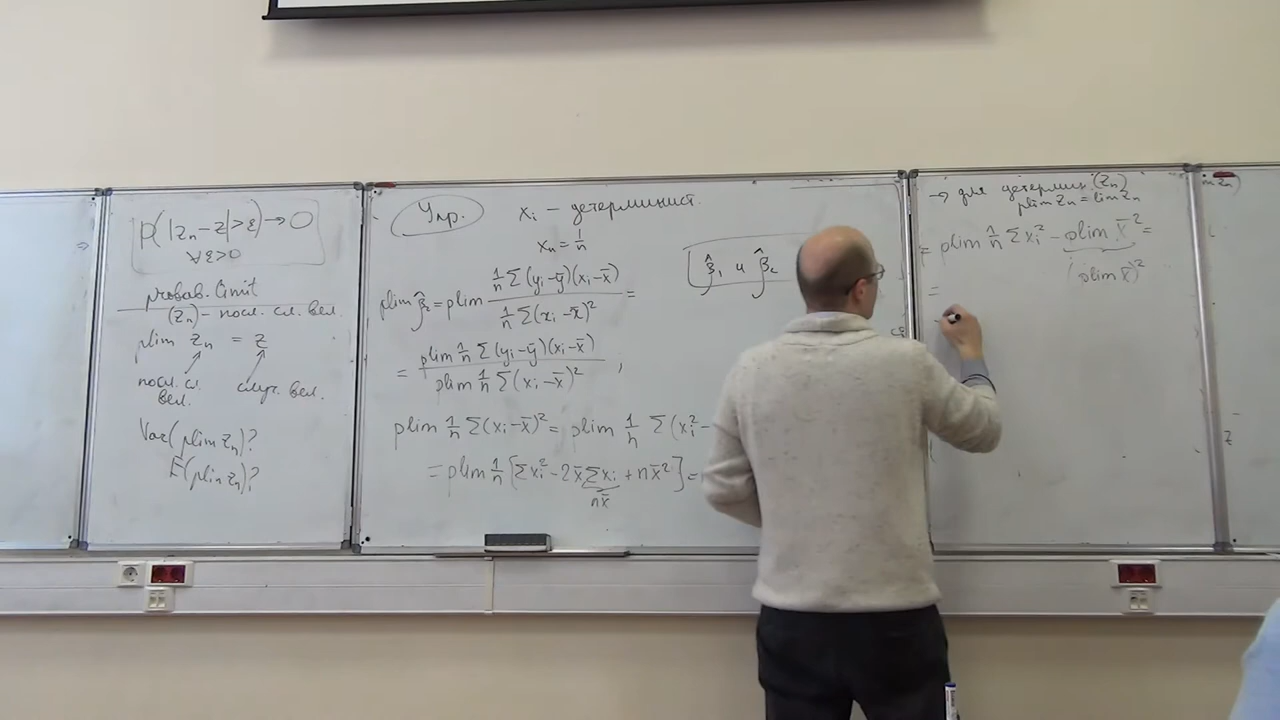 P(|zₙ-z|>ε)→0
∀ε>0
probab. limit
(zₙ) - посл. сл. вел.
plim zₙ = z
посл. сл. вел.
случ. вел.
Var(plim zₙ)?
E(plim zₙ)?
Упр.
xᵢ - детерминист.
xₙ = 1/n
β̂₁ и β̂₂
plim β̂₂ = plim (1/n Σ(yᵢ-ȳ)(xᵢ-x̄)) / (1/n Σ(xᵢ-x̄)²) =
= (plim 1/n Σ(yᵢ-ȳ)(xᵢ-x̄)) / (plim 1/n Σ(xᵢ-x̄)²) ,
plim 1/n Σ(xᵢ-x̄)² = plim 1/n Σ(xᵢ² -
= plim 1/n [Σxᵢ² - 2x̄Σxᵢ + nx̄²] =
nx̄
→ для детермин. (zₙ)
plim zₙ = lim zₙ
= plim 1/n Σxᵢ² - plim x̄² =
(plim x̄)²
=